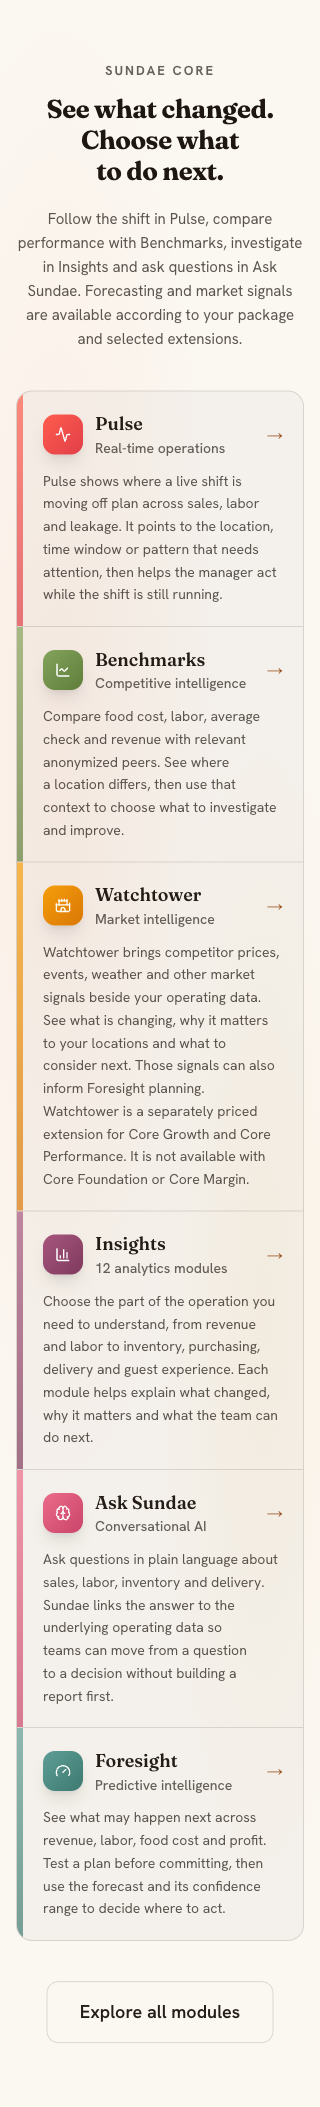 SUNDAE CORE
See what changed.
Choose what
to do next.
Follow the shift in Pulse, compare
performance with Benchmarks, investigate
in Insights and ask questions in Ask
Sundae. Forecasting and market signals
are available according to your package
and selected extensions.
Pulse
→
Real-time operations
Pulse shows where a live shift is
moving off plan across sales, labor
and leakage. It points to the location,
time window or pattern that needs
attention, then helps the manager act
while the shift is still running.
Benchmarks
→
Competitive intelligence
Compare food cost, labor, average
check and revenue with relevant
anonymized peers. See where
a location differs, then use that
context to choose what to investigate
and improve.
Watchtower
→
Market intelligence
Watchtower brings competitor prices,
events, weather and other market
signals beside your operating data.
See what is changing, why it matters
to your locations and what to
consider next. Those signals can also
inform Foresight planning.
Watchtower is a separately priced
extension for Core Growth and Core
Performance. It is not available with
Core Foundation or Core Margin.
Insights
→
12 analytics modules
Choose the part of the operation you
need to understand, from revenue
and labor to inventory, purchasing,
delivery and guest experience. Each
module helps explain what changed,
why it matters and what the team can
do next.
Ask Sundae
→
Conversational AI
Ask questions in plain language about
sales, labor, inventory and delivery.
Sundae links the answer to the
underlying operating data so
teams can move from a question
to a decision without building a
report first.
Foresight
→
Predictive intelligence
See what may happen next across
revenue, labor, food cost and profit.
Test a plan before committing, then
use the forecast and its confidence
range to decide where to act.
Explore all modules